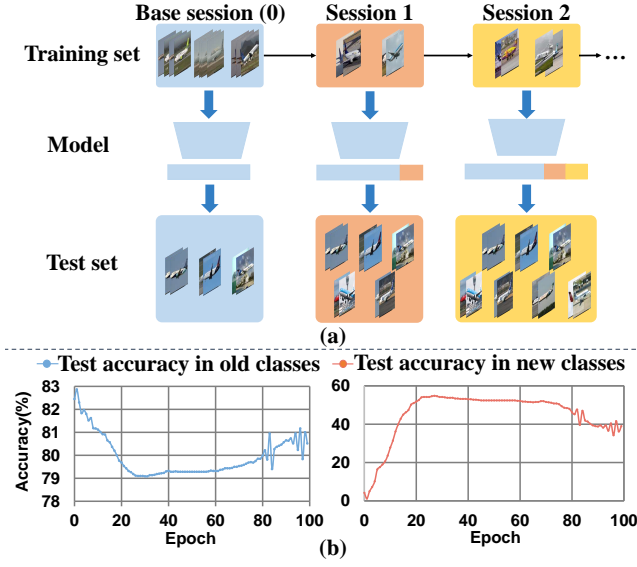 Base session (0) Session 1 Session 2
Training set
...
Model
Test set
(a)
Test accuracy in old classes Test accuracy in new classes
Accuracy(%)
83
82
81
80
79
78
0 20 40 60 80 100
Epoch
60
40
20
0
0 20 40 60 80 100
Epoch
(b)